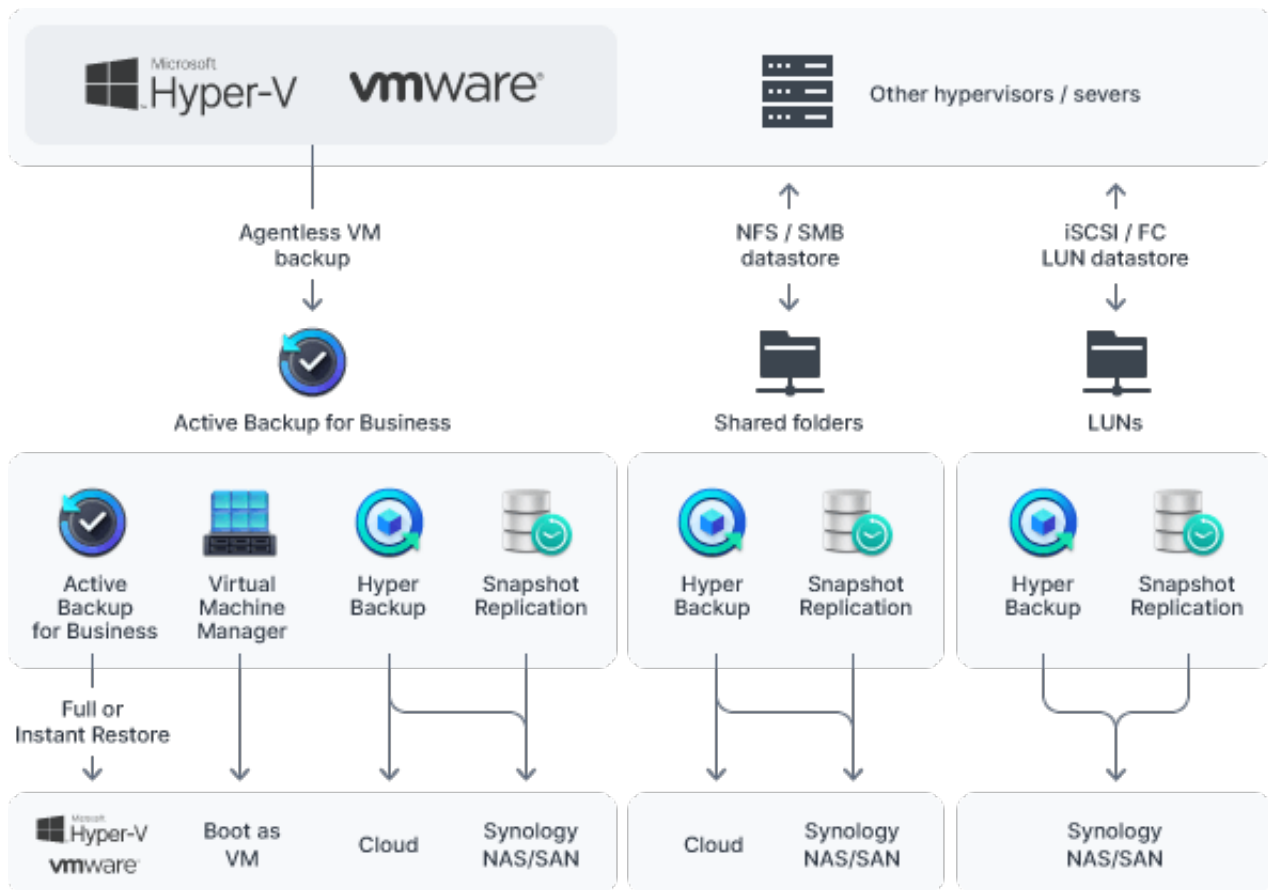 Microsoft
Hyper-V
vmware®
Other hypervisors / severs
Agentless VM
backup
NFS / SMB
datastore
iSCSI / FC
LUN datastore
Active Backup for Business
Shared folders
LUNs
Active
Backup
for Business
Virtual
Machine
Manager
Hyper
Backup
Snapshot
Replication
Hyper
Backup
Snapshot
Replication
Hyper
Backup
Snapshot
Replication
Full or
Instant Restore
Microsoft
Hyper-V
vmware
Boot as
VM
Cloud
Synology
NAS/SAN
Cloud
Synology
NAS/SAN
Synology
NAS/SAN